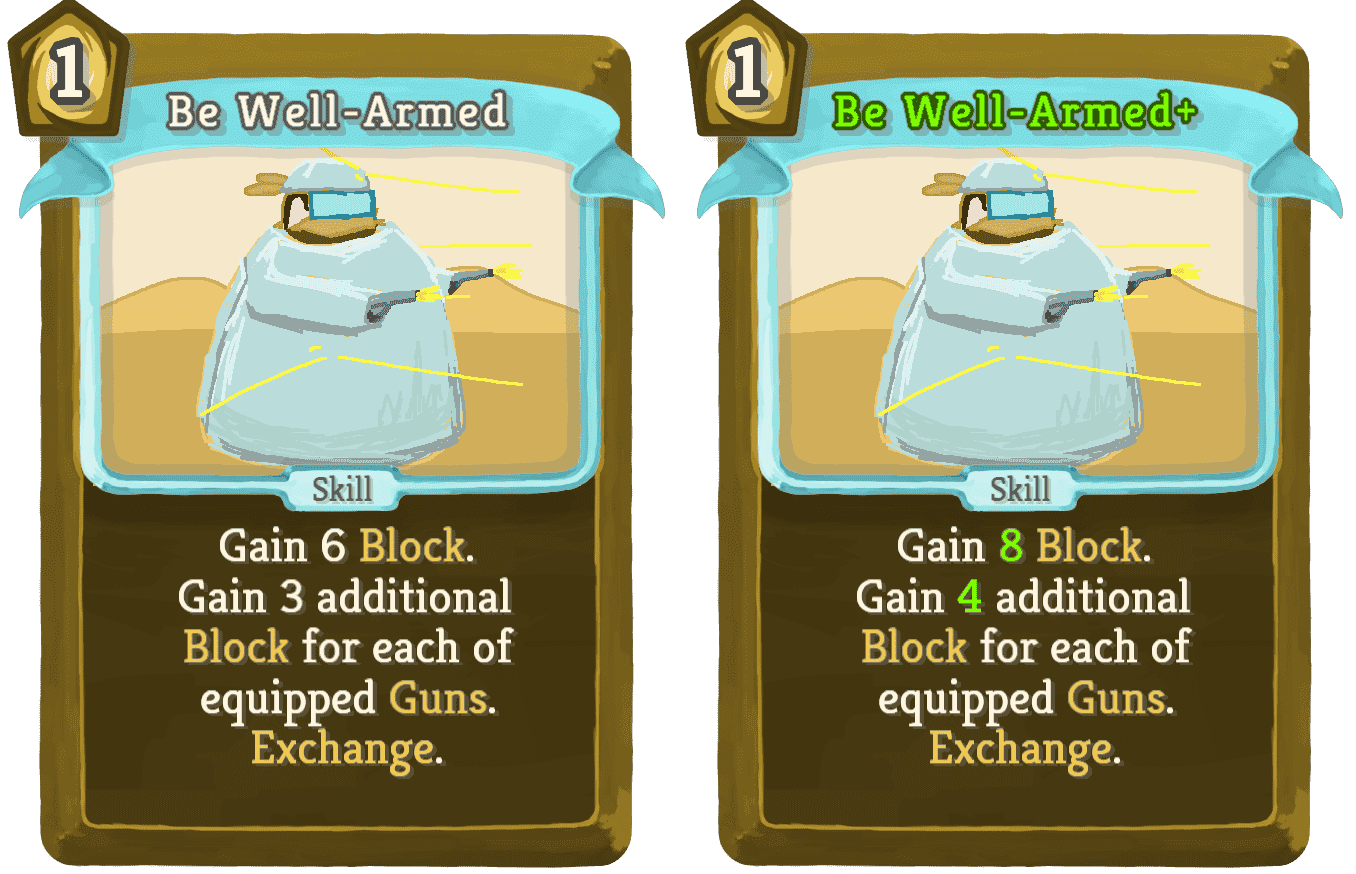 1
Be Well-Armed
Skill
Gain 6 Block.
Gain 3 additional
Block for each of
equipped Guns.
Exchange.
1
Be Well-Armed+
Skill
Gain 8 Block.
Gain 4 additional
Block for each of
equipped Guns.
Exchange.